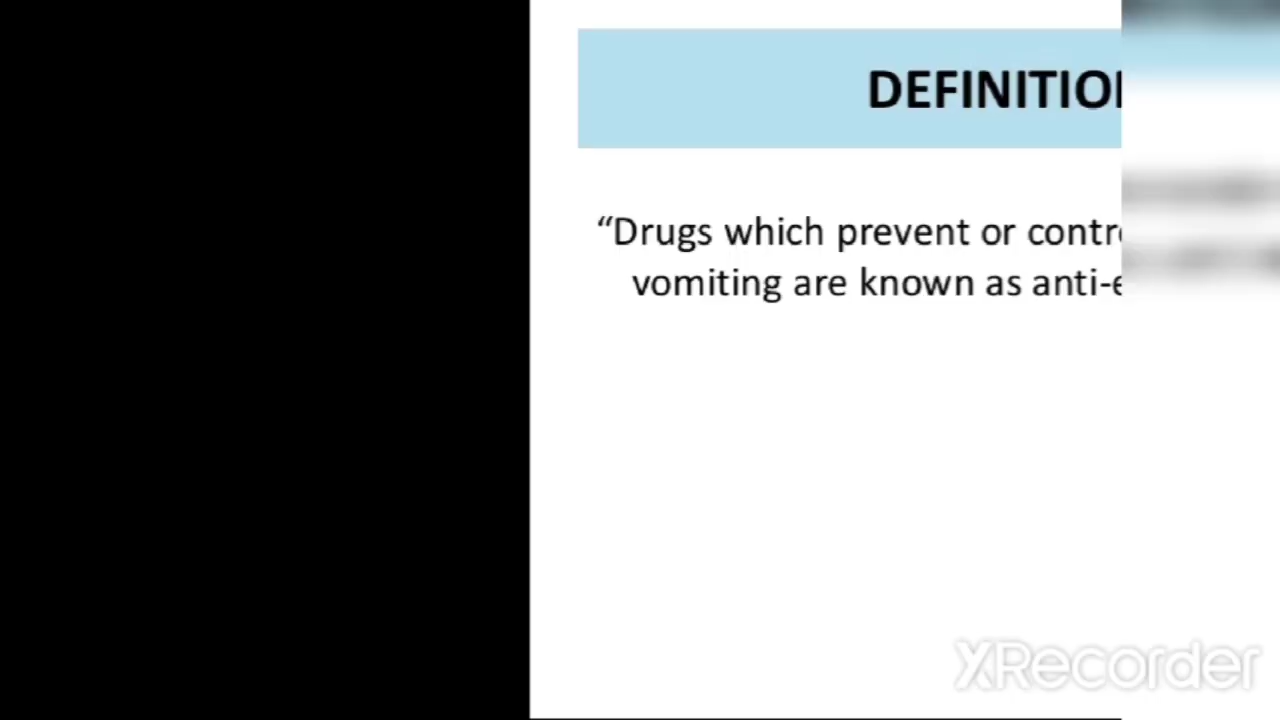 DEFINITIO
“Drugs which prevent or contr
vomiting are known as anti-e
XRecorder